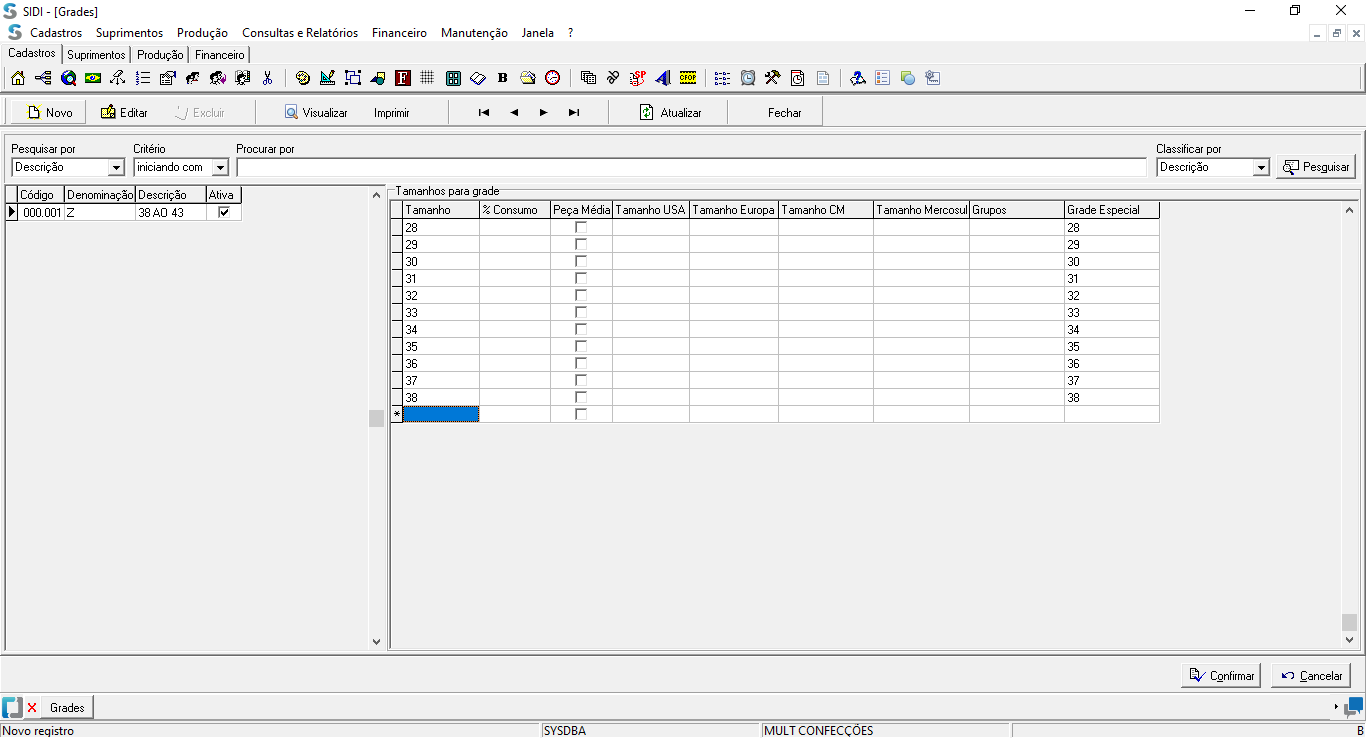 SIDI - [Grades]
Cadastros Suprimentos Produção Consultas e Relatórios Financeiro Manutenção Janela ?
Cadastros Suprimentos Produção Financeiro
F B SP CFOP
Novo Editar Excluir Visualizar Imprimir Atualizar Fechar
Pesquisar por Critério Procurar por Classificar por
Descrição iniciando com Descrição Pesquisar
Tamanhos para grade
Código Denominação Descrição Ativa
000.001 Z 38 AO 43
Tamanho % Consumo Peça Média Tamanho USA Tamanho Europa Tamanho CM Tamanho Mercosul Grupos Grade Especial
28 28
29 29
30 30
31 31
32 32
33 33
34 34
35 35
36 36
37 37
38 38
*
Confirmar Cancelar
Grades
Novo registro SYSDBA MULT CONFECÇÕES B